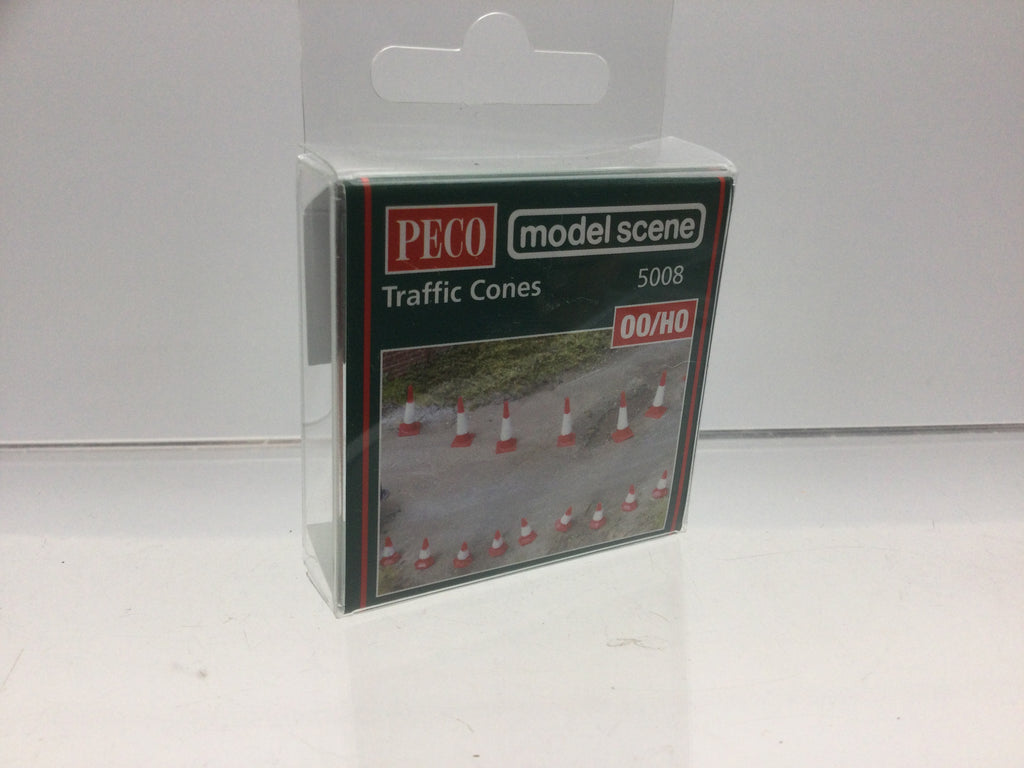 PECO
model scene
Traffic Cones
5008
OO/HO